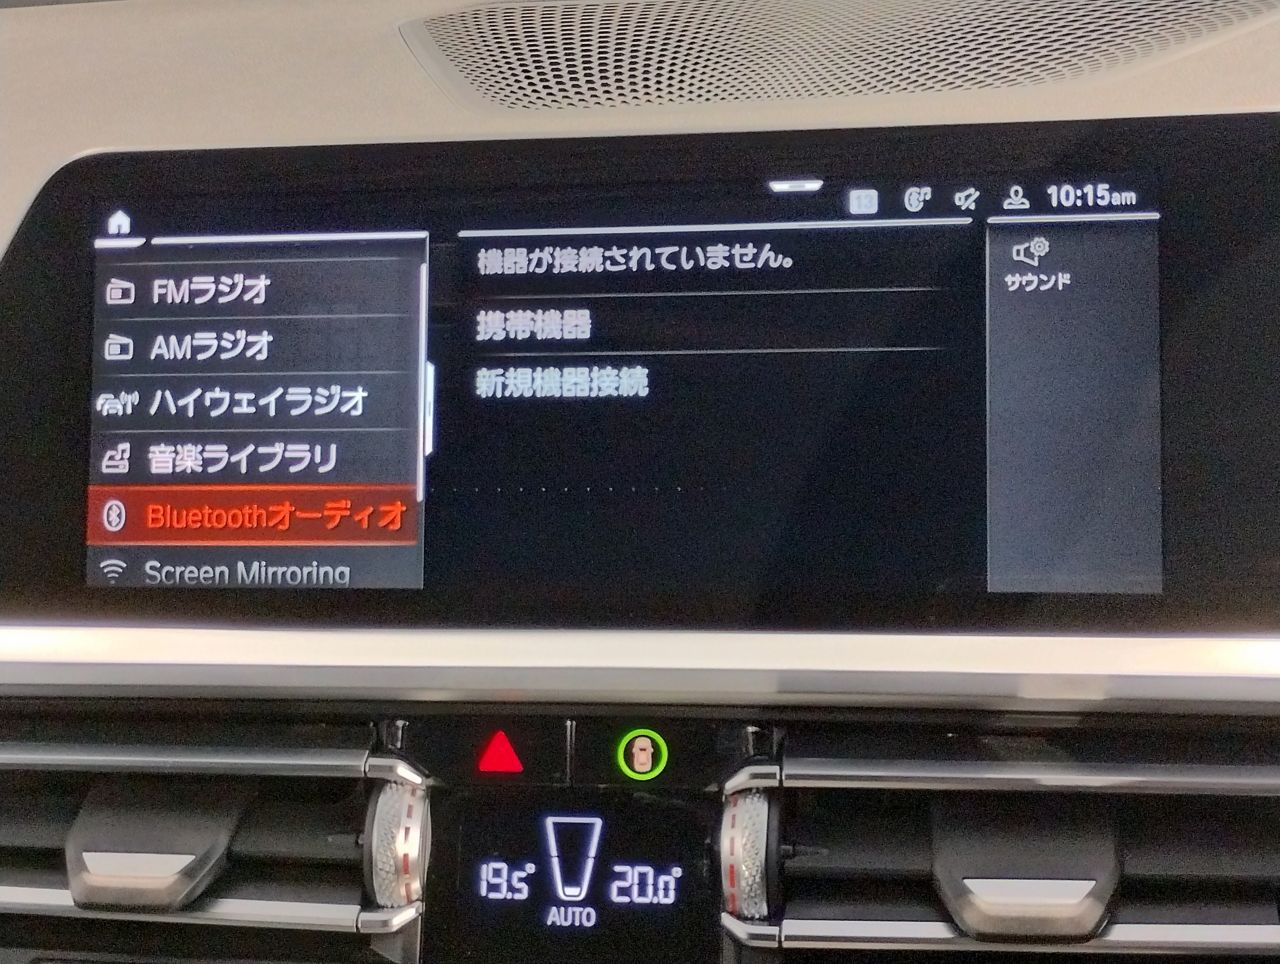 13
10:15am
FMラジオ
AMラジオ
ハイウェイラジオ
音楽ライブラリ
Bluetoothオーディオ
Screen Mirroring
機器が接続されていません。
携帯機器
新規機器接続
サウンド
19.5°
20.0°
AUTO